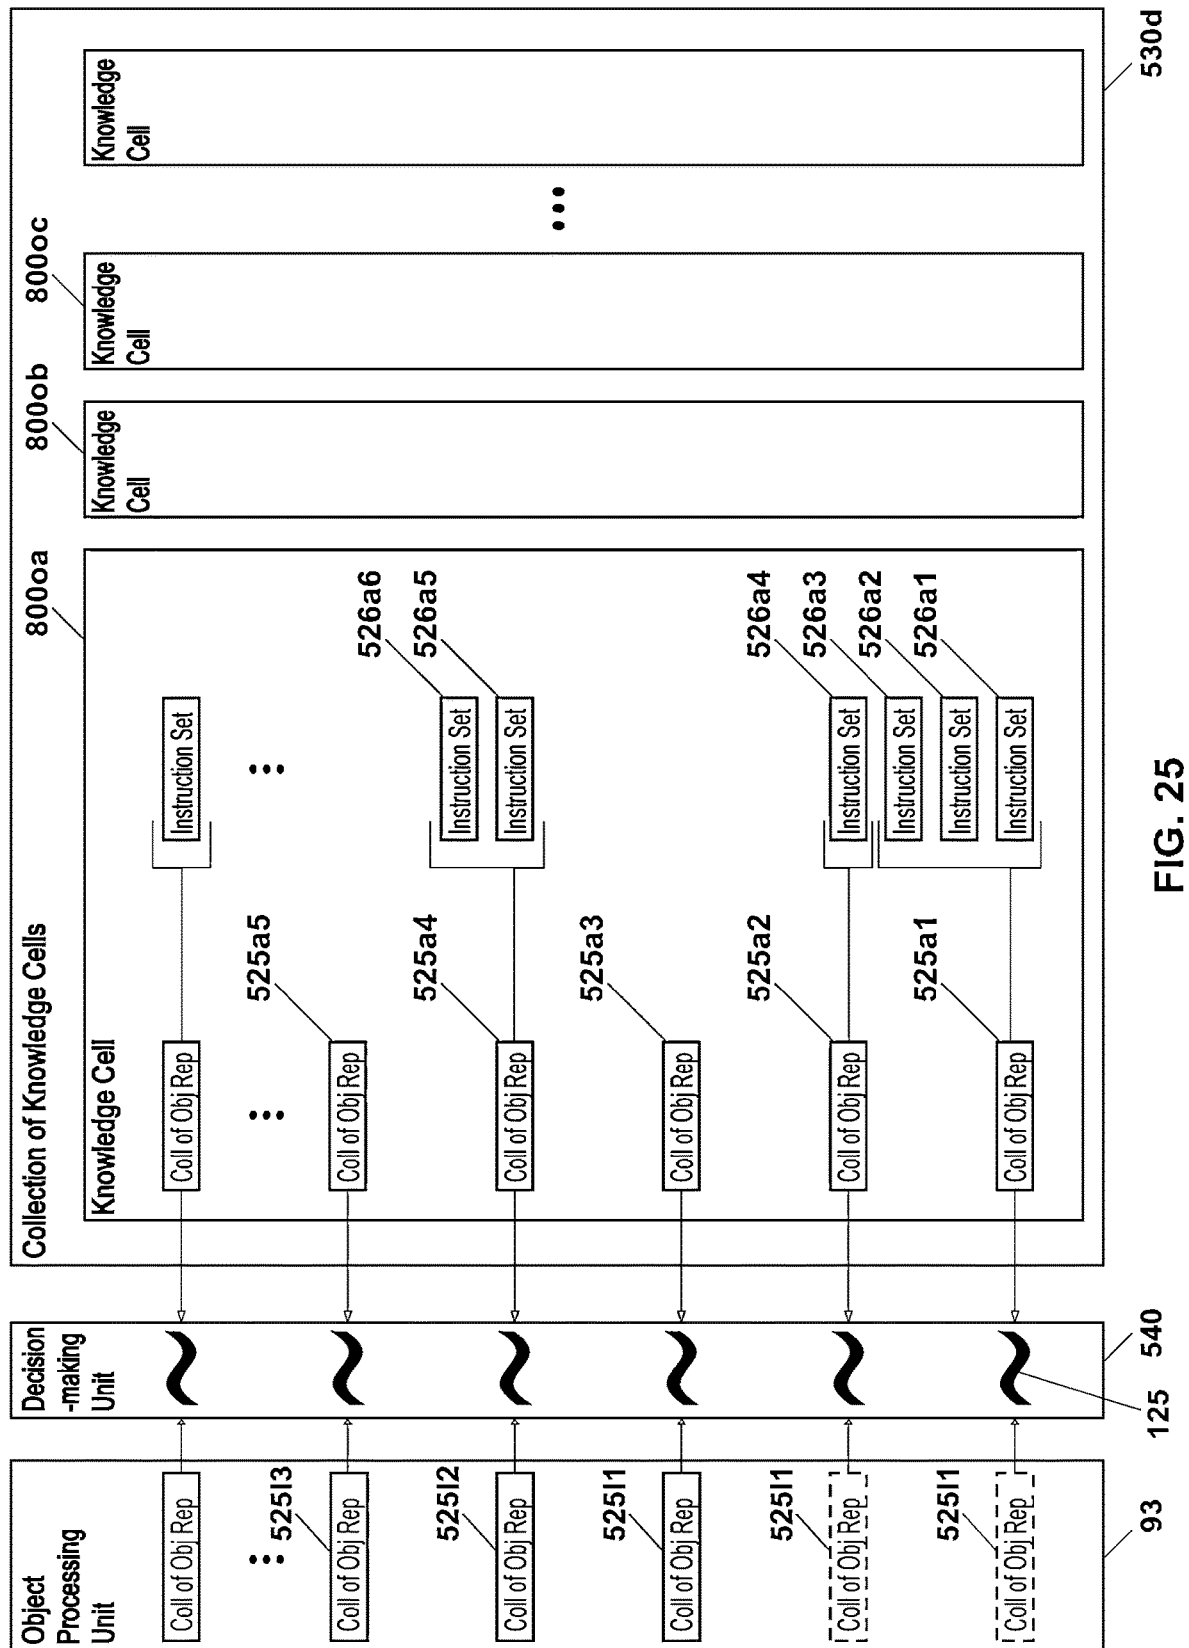 Object
Processing
Unit
Coll of Obj Rep
...
525l3
Coll of Obj Rep
525l2
Coll of Obj Rep
525l1
Coll of Obj Rep
525l1
Coll of Obj Rep
525l1
Coll of Obj Rep
93
Decision
-making
Unit
125
540
Collection of Knowledge Cells
800oa
800ob
800oc
Knowledge Cell
Coll of Obj Rep
Instruction Set
...
...
525a5
Coll of Obj Rep
526a6
Instruction Set
525a4
Coll of Obj Rep
526a5
Instruction Set
525a3
Coll of Obj Rep
525a2
Coll of Obj Rep
526a4
Instruction Set
526a3
Instruction Set
526a2
Instruction Set
525a1
Coll of Obj Rep
526a1
Instruction Set
Knowledge
Cell
Knowledge
Cell
...
Knowledge
Cell
530d
FIG. 25